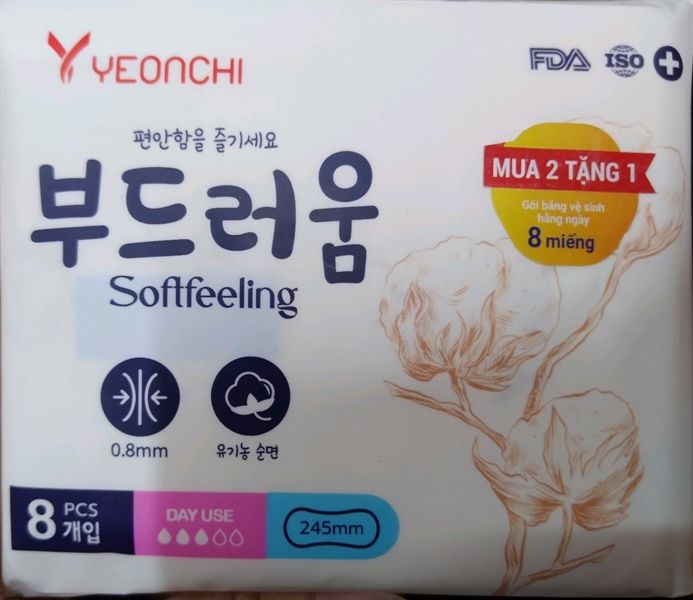 YEONCHI
FDA ISO
편안함을 즐기세요
부드러움
Softfeeling
MUA 2 TẶNG 1
Gói băng vệ sinh
hằng ngày
8 miếng
0.8mm
유기농 순면
8 PCS
개입
DAY USE
245mm